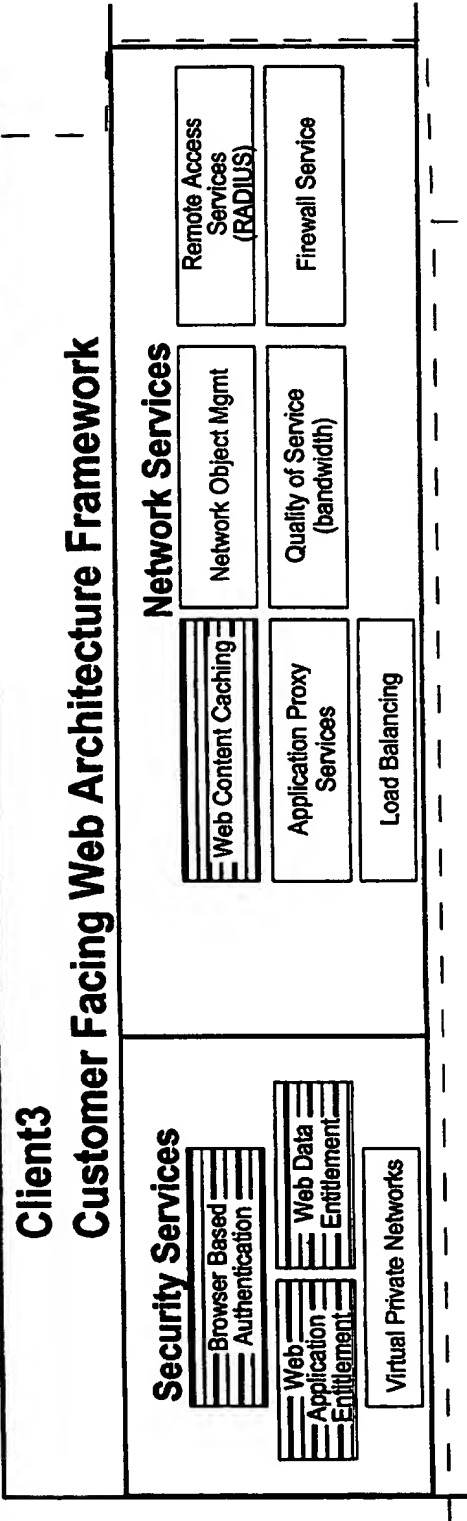 Client3
Customer Facing Web Architecture Framework
Security Services
Browser Based
Authentication
Web
Application
Entitlement
Web Data
Entitlement
Virtual Private Networks
Network Services
Web Content Caching
Network Object Mgmt
Remote Access
Services
(RADIUS)
Application Proxy
Services
Quality of Service
(bandwidth)
Firewall Service
Load Balancing